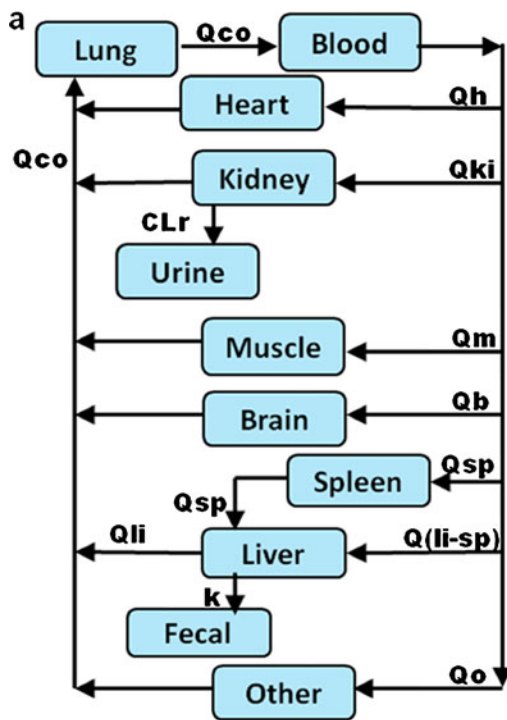 a
Lung
Qco
Blood
Heart
Qh
Qco
Kidney
Qki
CLr
Urine
Muscle
Qm
Brain
Qb
Spleen
Qsp
Qsp
Qli
Liver
Q(li-sp)
k
Fecal
Other
Qo